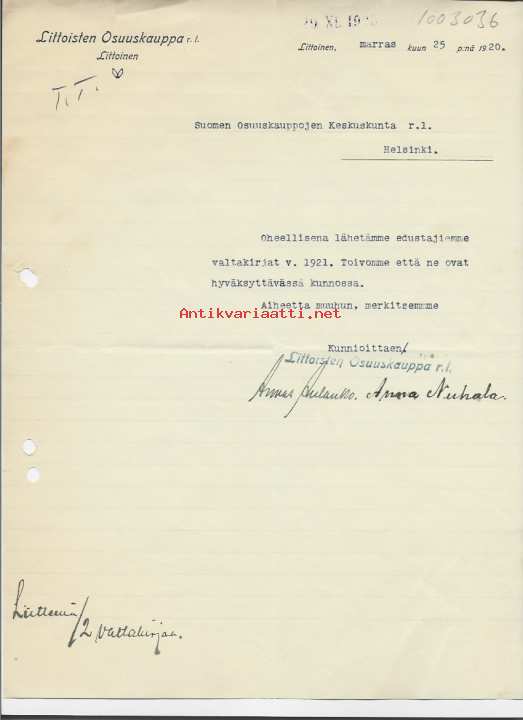 1003036
Littoisten Osuuskauppa r.l.
Littoinen
Littoinen, marras kuun 25 p:nä 1920.
T.T.
Suomen Osuuskauppojen Keskuskunta r.l.
Helsinki.
Oheellisena lähetämme edustajiemme
valtakirjat v. 1921. Toivomme että ne ovat
hyväksyttävässä kunnossa.
Antikvariaatti.net
Aiheetta muuhun, merkitsemme
Kunnioittaen
Littoisten Osuuskauppa r.l.
Anna
Liitteenä
/2 valtakirjaa.